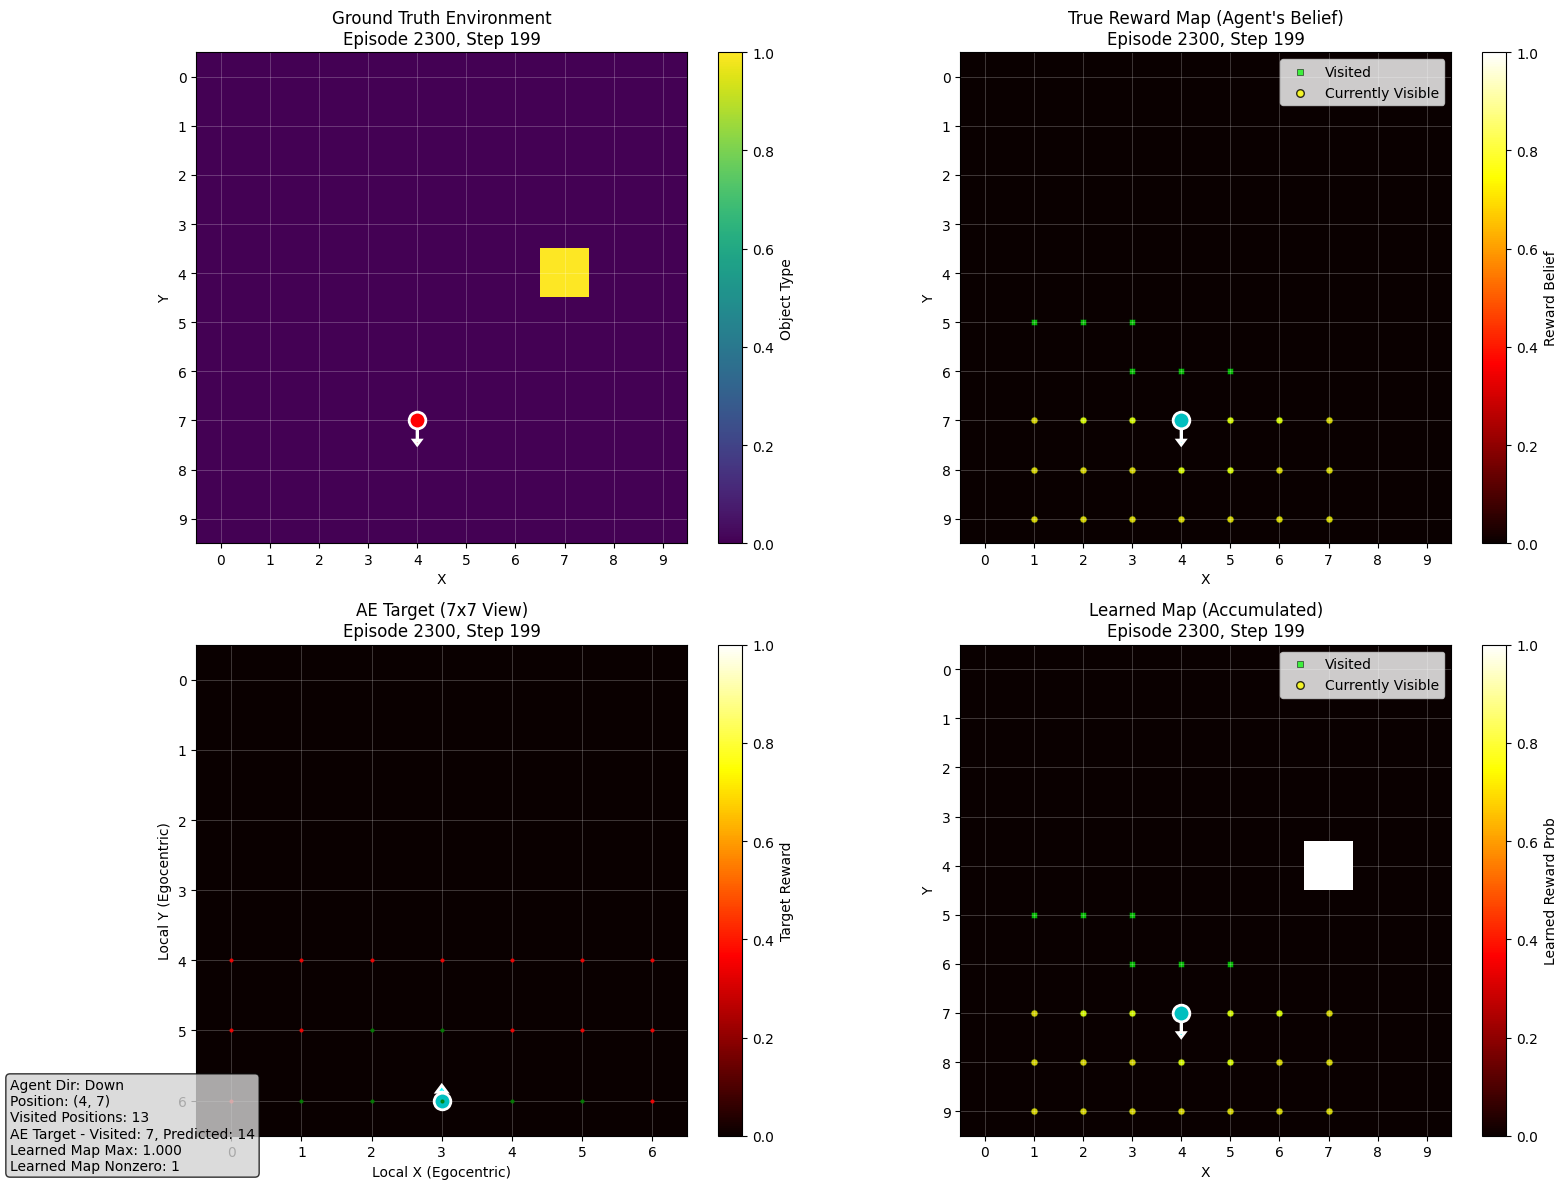 Ground Truth Environment
Episode 2300, Step 199
0
1
2
3
4
5
6
7
8
9
Y
0 1 2 3 4 5 6 7 8 9
X
1.0
0.8
0.6
0.4
0.2
0.0
Object Type
True Reward Map (Agent's Belief)
Episode 2300, Step 199
Visited
Currently Visible
0
1
2
3
4
5
6
7
8
9
Y
0 1 2 3 4 5 6 7 8 9
X
1.0
0.8
0.6
0.4
0.2
0.0
Reward Belief
AE Target (7x7 View)
Episode 2300, Step 199
0
1
2
3
4
5
6
Local Y (Egocentric)
0 1 2 3 4 5 6
Local X (Egocentric)
1.0
0.8
0.6
0.4
0.2
0.0
Target Reward
Learned Map (Accumulated)
Episode 2300, Step 199
Visited
Currently Visible
0
1
2
3
4
5
6
7
8
9
Y
0 1 2 3 4 5 6 7 8 9
X
1.0
0.8
0.6
0.4
0.2
0.0
Learned Reward Prob
Agent Dir: Down
Position: (4, 7)
Visited Positions: 13
AE Target - Visited: 7, Predicted: 14
Learned Map Max: 1.000
Learned Map Nonzero: 1